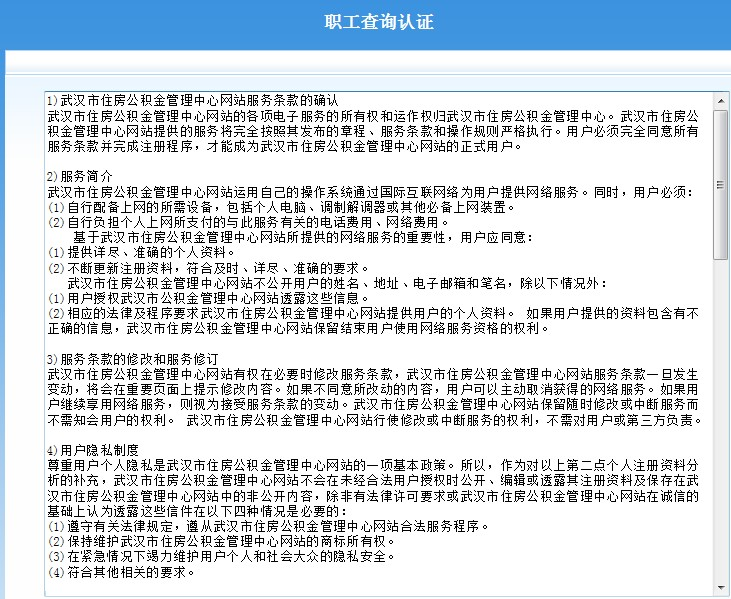 职工查询认证
1)武汉市住房公积金管理中心网站服务条款的确认
武汉市住房公积金管理中心网站的各项电子服务的所有权和运作权归武汉市住房公积金管理中心。武汉市住房公
积金管理中心网站提供的服务将完全按照其发布的章程、服务条款和操作规则严格执行。用户必须完全同意所有
服务条款并完成注册程序，才能成为武汉市住房公积金管理中心网站的正式用户。
2)服务简介
武汉市住房公积金管理中心网站运用自己的操作系统通过国际互联网络为用户提供网络服务。同时，用户必须：
(1)自行配备上网的所需设备，包括个人电脑、调制解调器或其他必备上网装置。
(2)自行负担个人上网所支付的与此服务有关的电话费用、网络费用。
基于武汉市住房公积金管理中心网站所提供的网络服务的重要性，用户应同意：
(1)提供详尽、准确的个人资料。
(2)不断更新注册资料，符合及时、详尽、准确的要求。
武汉市住房公积金管理中心网站不公开用户的姓名、地址、电子邮箱和笔名，除以下情况外：
(1)用户授权武汉市公积金管理中心网站透露这些信息。
(2)相应的法律及程序要求武汉市住房公积金管理中心网站提供用户的个人资料。 如果用户提供的资料包含有不
正确的信息，武汉市住房公积金管理中心网站保留结束用户使用网络服务资格的权利。
3)服务条款的修改和服务修订
武汉市住房公积金管理中心网站有权在必要时修改服务条款，武汉市住房公积金管理中心网站服务条款一旦发生
变动，将会在重要页面上提示修改内容。如果不同意所改动的内容，用户可以主动取消获得的网络服务。如果用
户继续享用网络服务，则视为接受服务条款的变动。武汉市住房公积金管理中心网站保留随时修改或中断服务而
不需知会用户的权利。 武汉市住房公积金管理中心网站行使修改或中断服务的权利，不需对用户或第三方负责。
4)用户隐私制度
尊重用户个人隐私是武汉市住房公积金管理中心网站的一项基本政策。所以，作为对以上第二点个人注册资料分
析的补充，武汉市住房公积金管理中心网站不会在未经合法用户授权时公开、编辑或透露其注册资料及保存在武
汉市住房公积金管理中心网站中的非公开内容，除非有法律许可要求或武汉市住房公积金管理中心网站在诚信的
基础上认为透露这些信件在以下四种情况是必要的：
(1)遵守有关法律规定，遵从武汉市住房公积金管理中心网站合法服务程序。
(2)保持维护武汉市住房公积金管理中心网站的商标所有权。
(3)在紧急情况下竭力维护用户个人和社会大众的隐私安全。
(4)符合其他相关的要求。